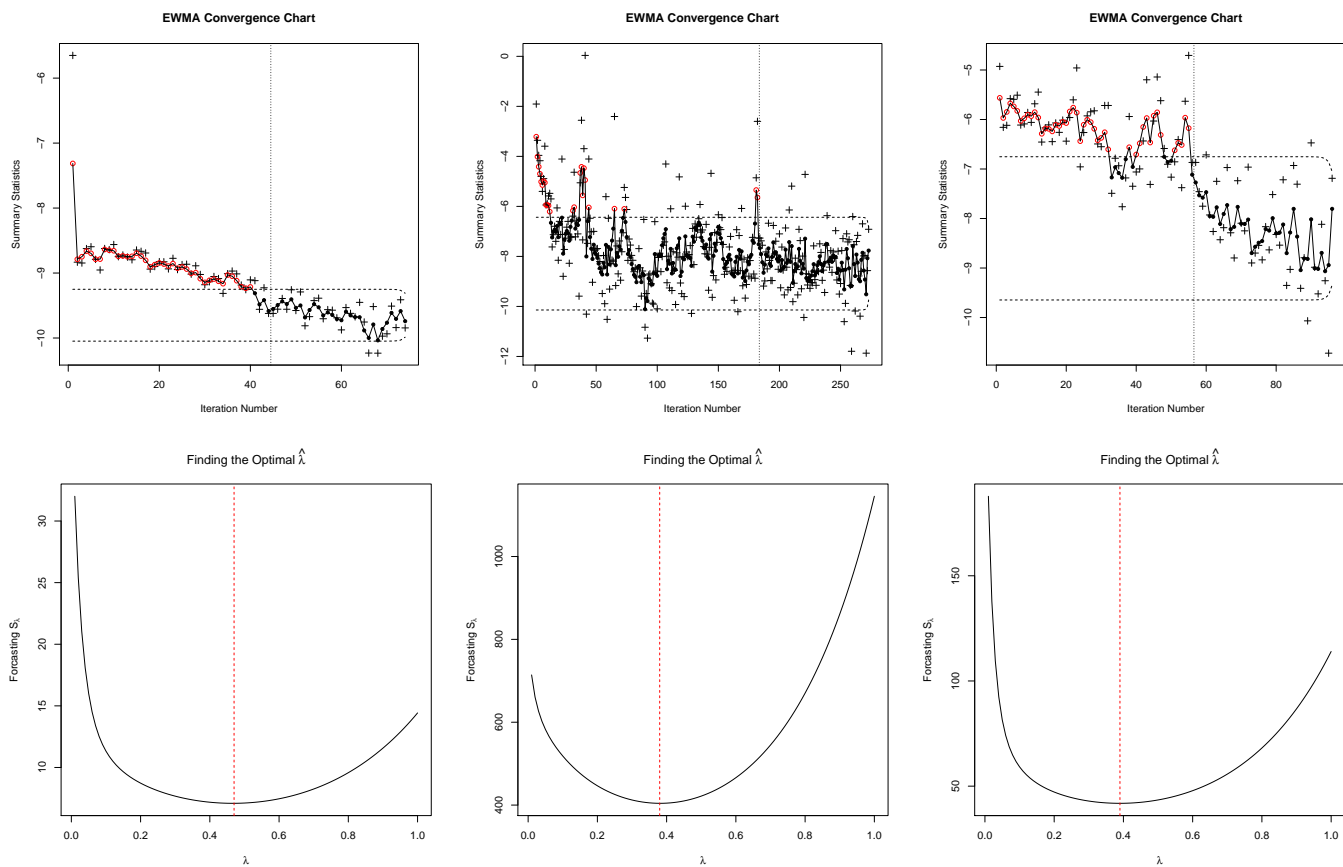 EWMA Convergence Chart
Summary Statistics
−6
−7
−8
−9
−10
0 20 40 60
Iteration Number
EWMA Convergence Chart
Summary Statistics
0
−2
−4
−6
−8
−10
−12
0 50 100 150 200 250
Iteration Number
EWMA Convergence Chart
Summary Statistics
−5
−6
−7
−8
−9
−10
0 20 40 60 80
Iteration Number
Finding the Optimal λ̂
Forcasting Sλ
30
25
20
15
10
0.0 0.2 0.4 0.6 0.8 1.0
λ
Finding the Optimal λ̂
Forcasting Sλ
1000
800
600
400
0.0 0.2 0.4 0.6 0.8 1.0
λ
Finding the Optimal λ̂
Forcasting Sλ
150
100
50
0.0 0.2 0.4 0.6 0.8 1.0
λ